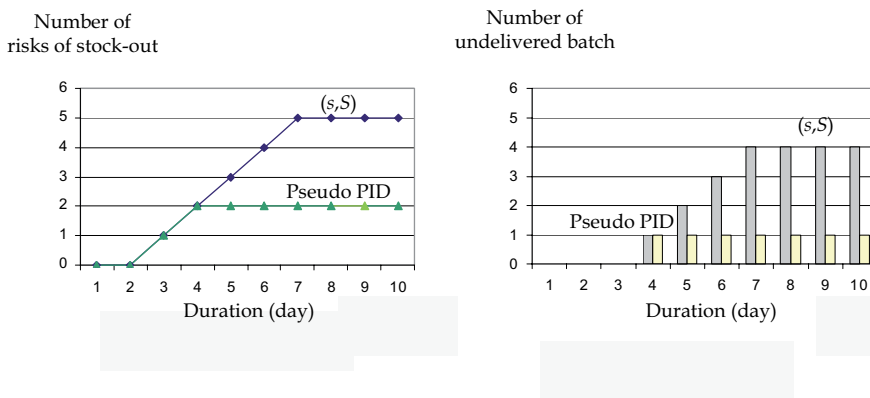 Number of
risks of stock-out
6
5
4
3
2
1
0
(s,S)
Pseudo PID
1 2 3 4 5 6 7 8 9 10
Duration (day)
Number of
undelivered batch
6
5
4
3
2
1
0
(s,S)
Pseudo PID
1 2 3 4 5 6 7 8 9 10
Duration (day)